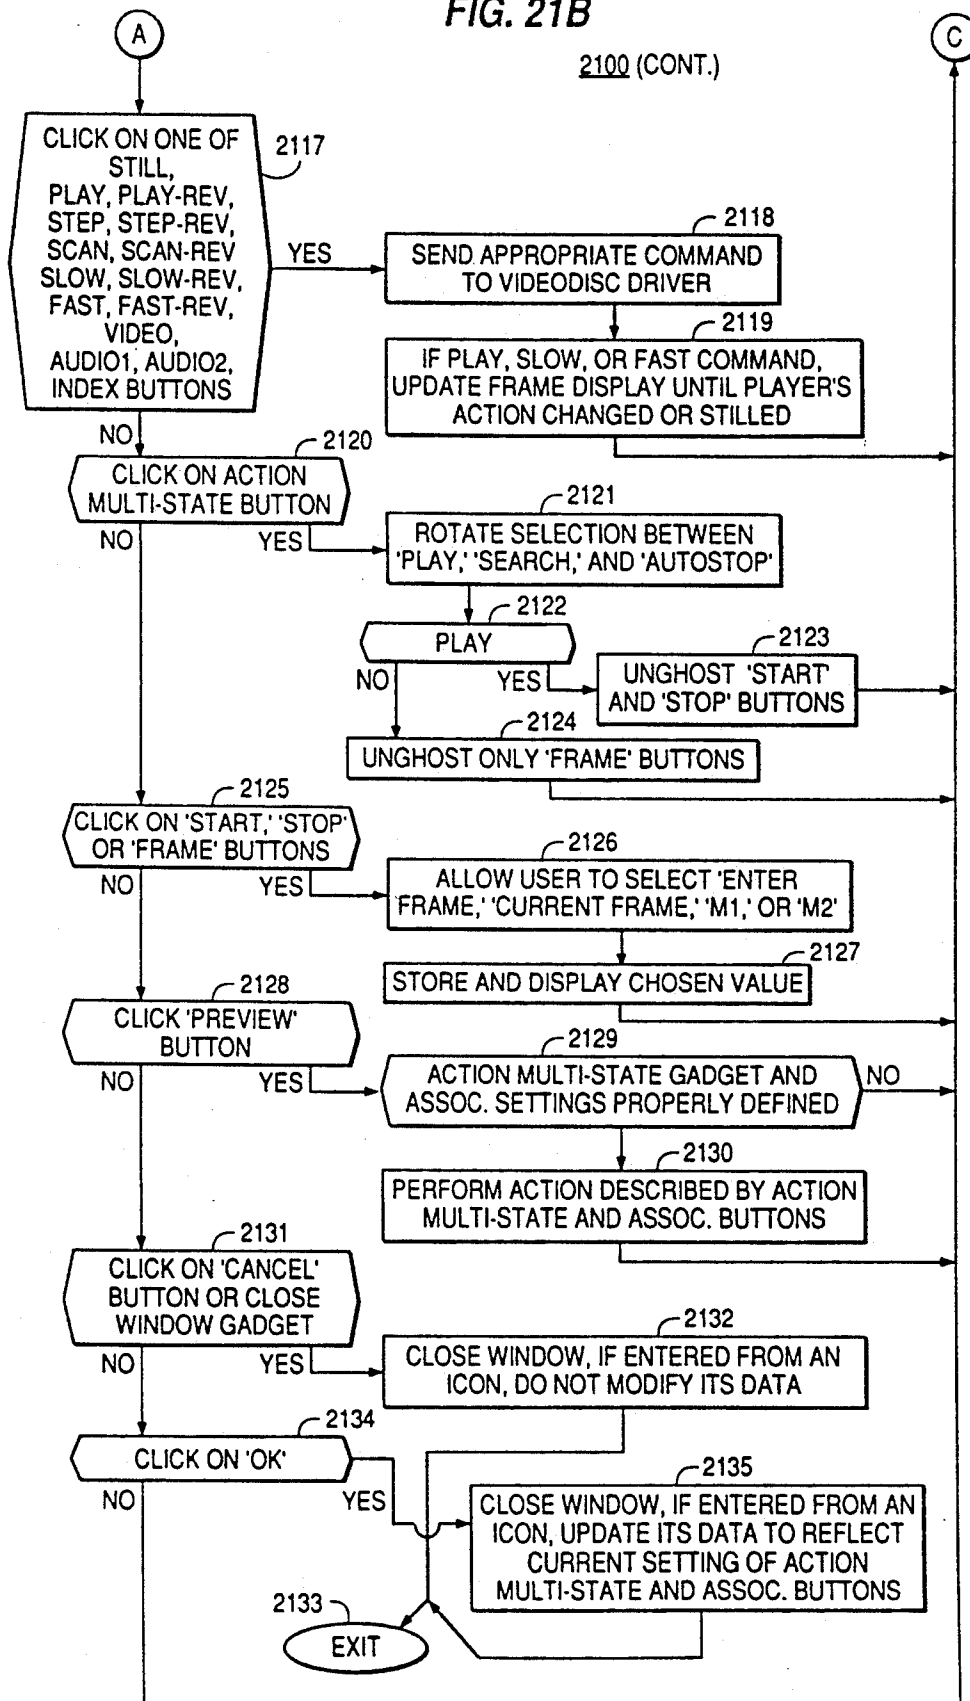 FIG. 21B
A
C
2100 (CONT.)
CLICK ON ONE OF
STILL,
PLAY, PLAY-REV,
STEP, STEP-REV,
SCAN, SCAN-REV
SLOW, SLOW-REV,
FAST, FAST-REV,
VIDEO,
AUDIO1, AUDIO2,
INDEX BUTTONS
2117
YES
NO
2118
SEND APPROPRIATE COMMAND
TO VIDEODISC DRIVER
2119
IF PLAY, SLOW, OR FAST COMMAND,
UPDATE FRAME DISPLAY UNTIL PLAYER'S
ACTION CHANGED OR STILLED
2120
CLICK ON ACTION
MULTI-STATE BUTTON
NO
YES
2121
ROTATE SELECTION BETWEEN
'PLAY,' 'SEARCH,' AND 'AUTOSTOP'
2122
PLAY
NO
YES
2123
UNGHOST 'START'
AND 'STOP' BUTTONS
2124
UNGHOST ONLY 'FRAME' BUTTONS
2125
CLICK ON 'START,' 'STOP'
OR 'FRAME' BUTTONS
NO
YES
2126
ALLOW USER TO SELECT 'ENTER
FRAME,' 'CURRENT FRAME,' 'M1,' OR 'M2'
2127
STORE AND DISPLAY CHOSEN VALUE
2128
CLICK 'PREVIEW'
BUTTON
NO
YES
2129
ACTION MULTI-STATE GADGET AND
ASSOC. SETTINGS PROPERLY DEFINED
NO
2130
PERFORM ACTION DESCRIBED BY ACTION
MULTI-STATE AND ASSOC. BUTTONS
2131
CLICK ON 'CANCEL'
BUTTON OR CLOSE
WINDOW GADGET
NO
YES
2132
CLOSE WINDOW, IF ENTERED FROM AN
ICON, DO NOT MODIFY ITS DATA
2134
CLICK ON 'OK'
NO
YES
2135
CLOSE WINDOW, IF ENTERED FROM AN
ICON, UPDATE ITS DATA TO REFLECT
CURRENT SETTING OF ACTION
MULTI-STATE AND ASSOC. BUTTONS
2133
EXIT